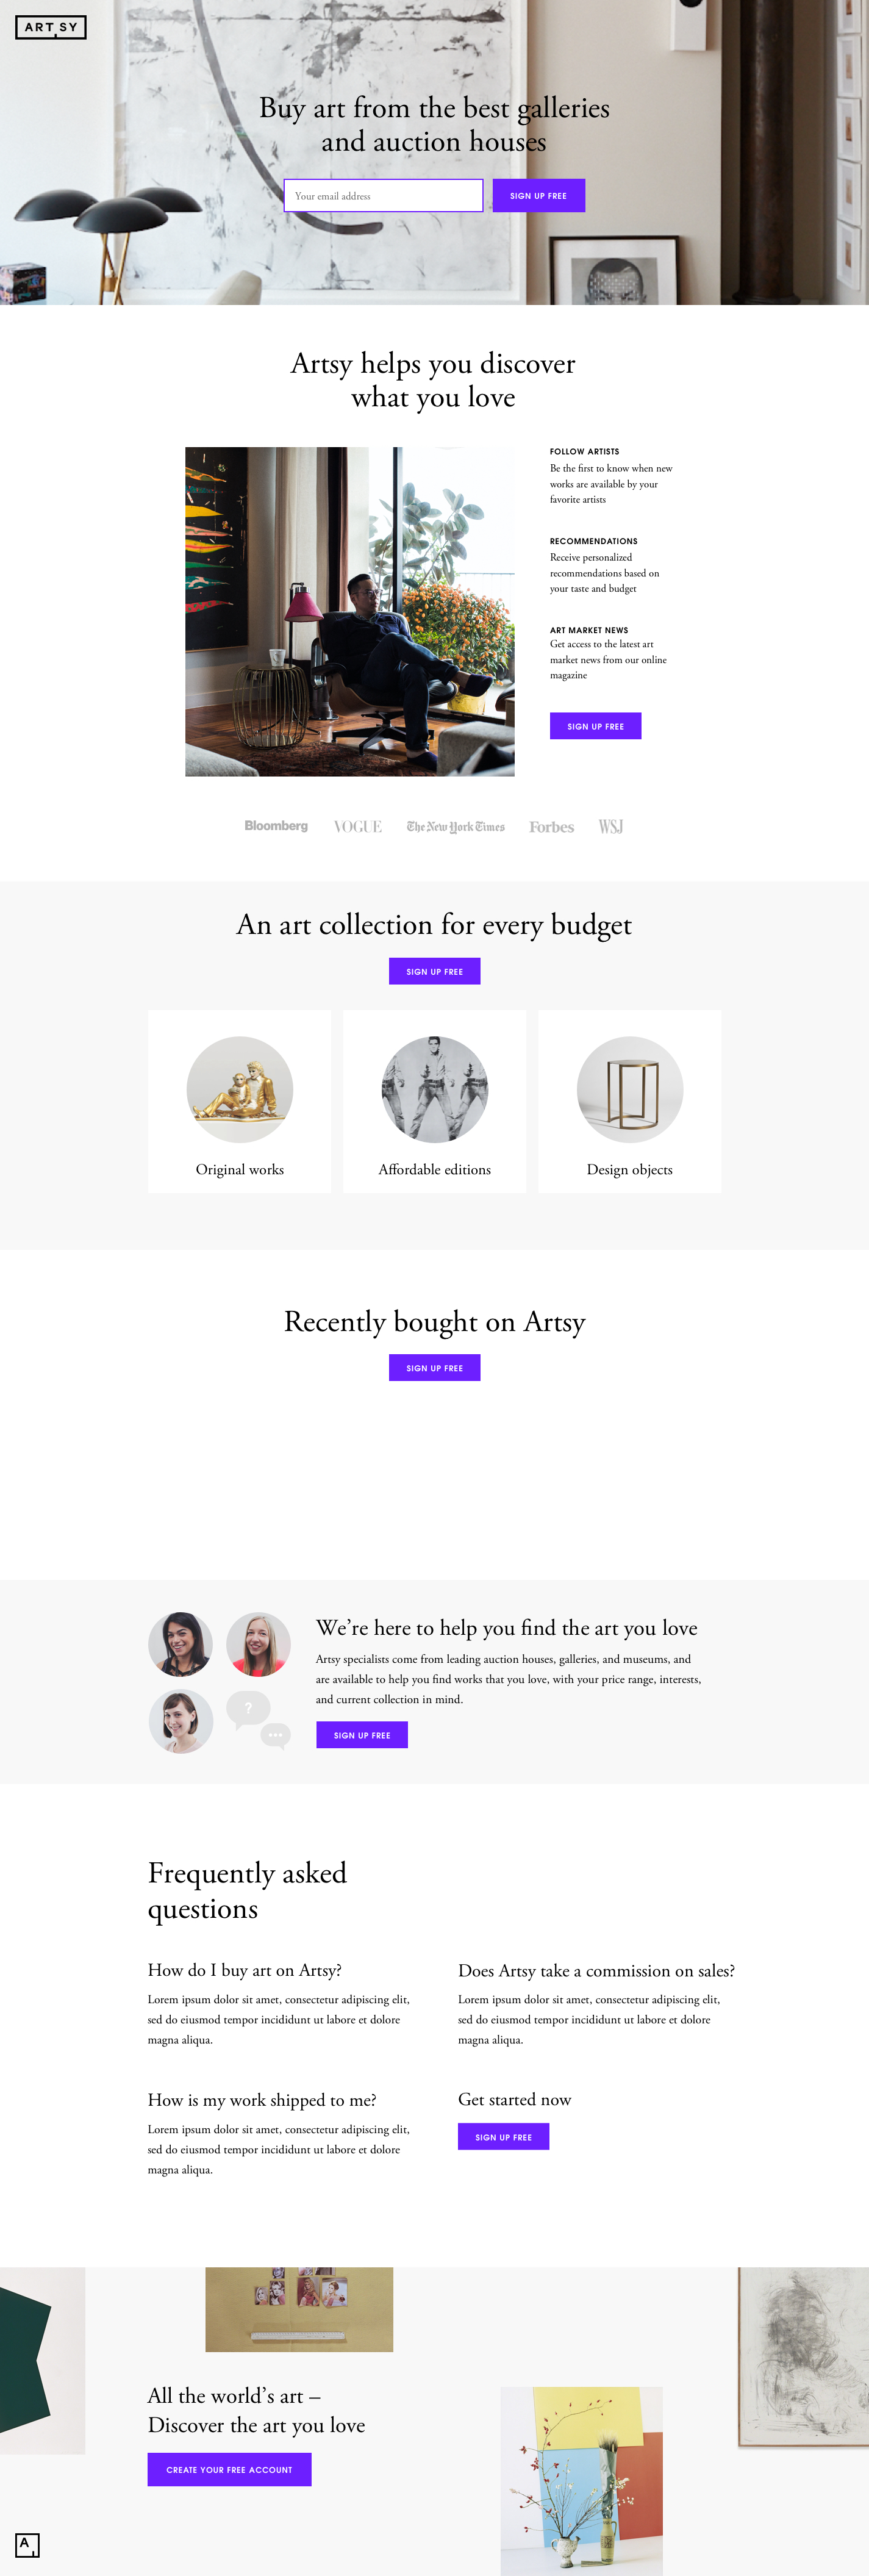 ARTSY
Buy art from the best galleries
and auction houses
Your email address
SIGN UP FREE
Artsy helps you discover
what you love
FOLLOW ARTISTS
Be the first to know when new
works are available by your
favorite artists
RECOMMENDATIONS
Receive personalized
recommendations based on
your taste and budget
ART MARKET NEWS
Get access to the latest art
market news from our online
magazine
SIGN UP FREE
Bloomberg VOGUE The New York Times Forbes WSJ
An art collection for every budget
SIGN UP FREE
Original works
Affordable editions
Design objects
Recently bought on Artsy
SIGN UP FREE
?
We’re here to help you find the art you love
Artsy specialists come from leading auction houses, galleries, and museums, and
are available to help you find works that you love, with your price range, interests,
and current collection in mind.
SIGN UP FREE
Frequently asked
questions
How do I buy art on Artsy?
Lorem ipsum dolor sit amet, consectetur adipiscing elit,
sed do eiusmod tempor incididunt ut labore et dolore
magna aliqua.
Does Artsy take a commission on sales?
Lorem ipsum dolor sit amet, consectetur adipiscing elit,
sed do eiusmod tempor incididunt ut labore et dolore
magna aliqua.
How is my work shipped to me?
Lorem ipsum dolor sit amet, consectetur adipiscing elit,
sed do eiusmod tempor incididunt ut labore et dolore
magna aliqua.
Get started now
SIGN UP FREE
All the world’s art –
Discover the art you love
CREATE YOUR FREE ACCOUNT
A